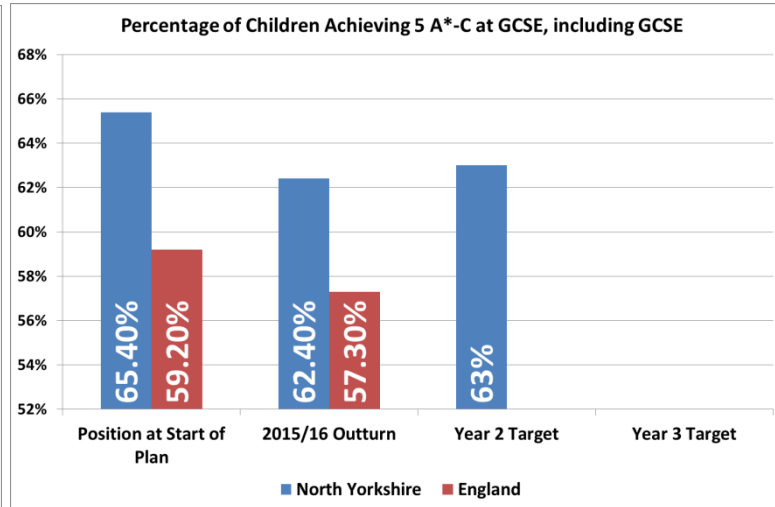 Percentage of Children Achieving 5 A*-C at GCSE, including GCSE
68%
66%
64%
62%
60%
58%
56%
54%
52%
65.40%
59.20%
62.40%
57.30%
63%
Position at Start of
Plan
2015/16 Outturn
Year 2 Target
Year 3 Target
North Yorkshire
England